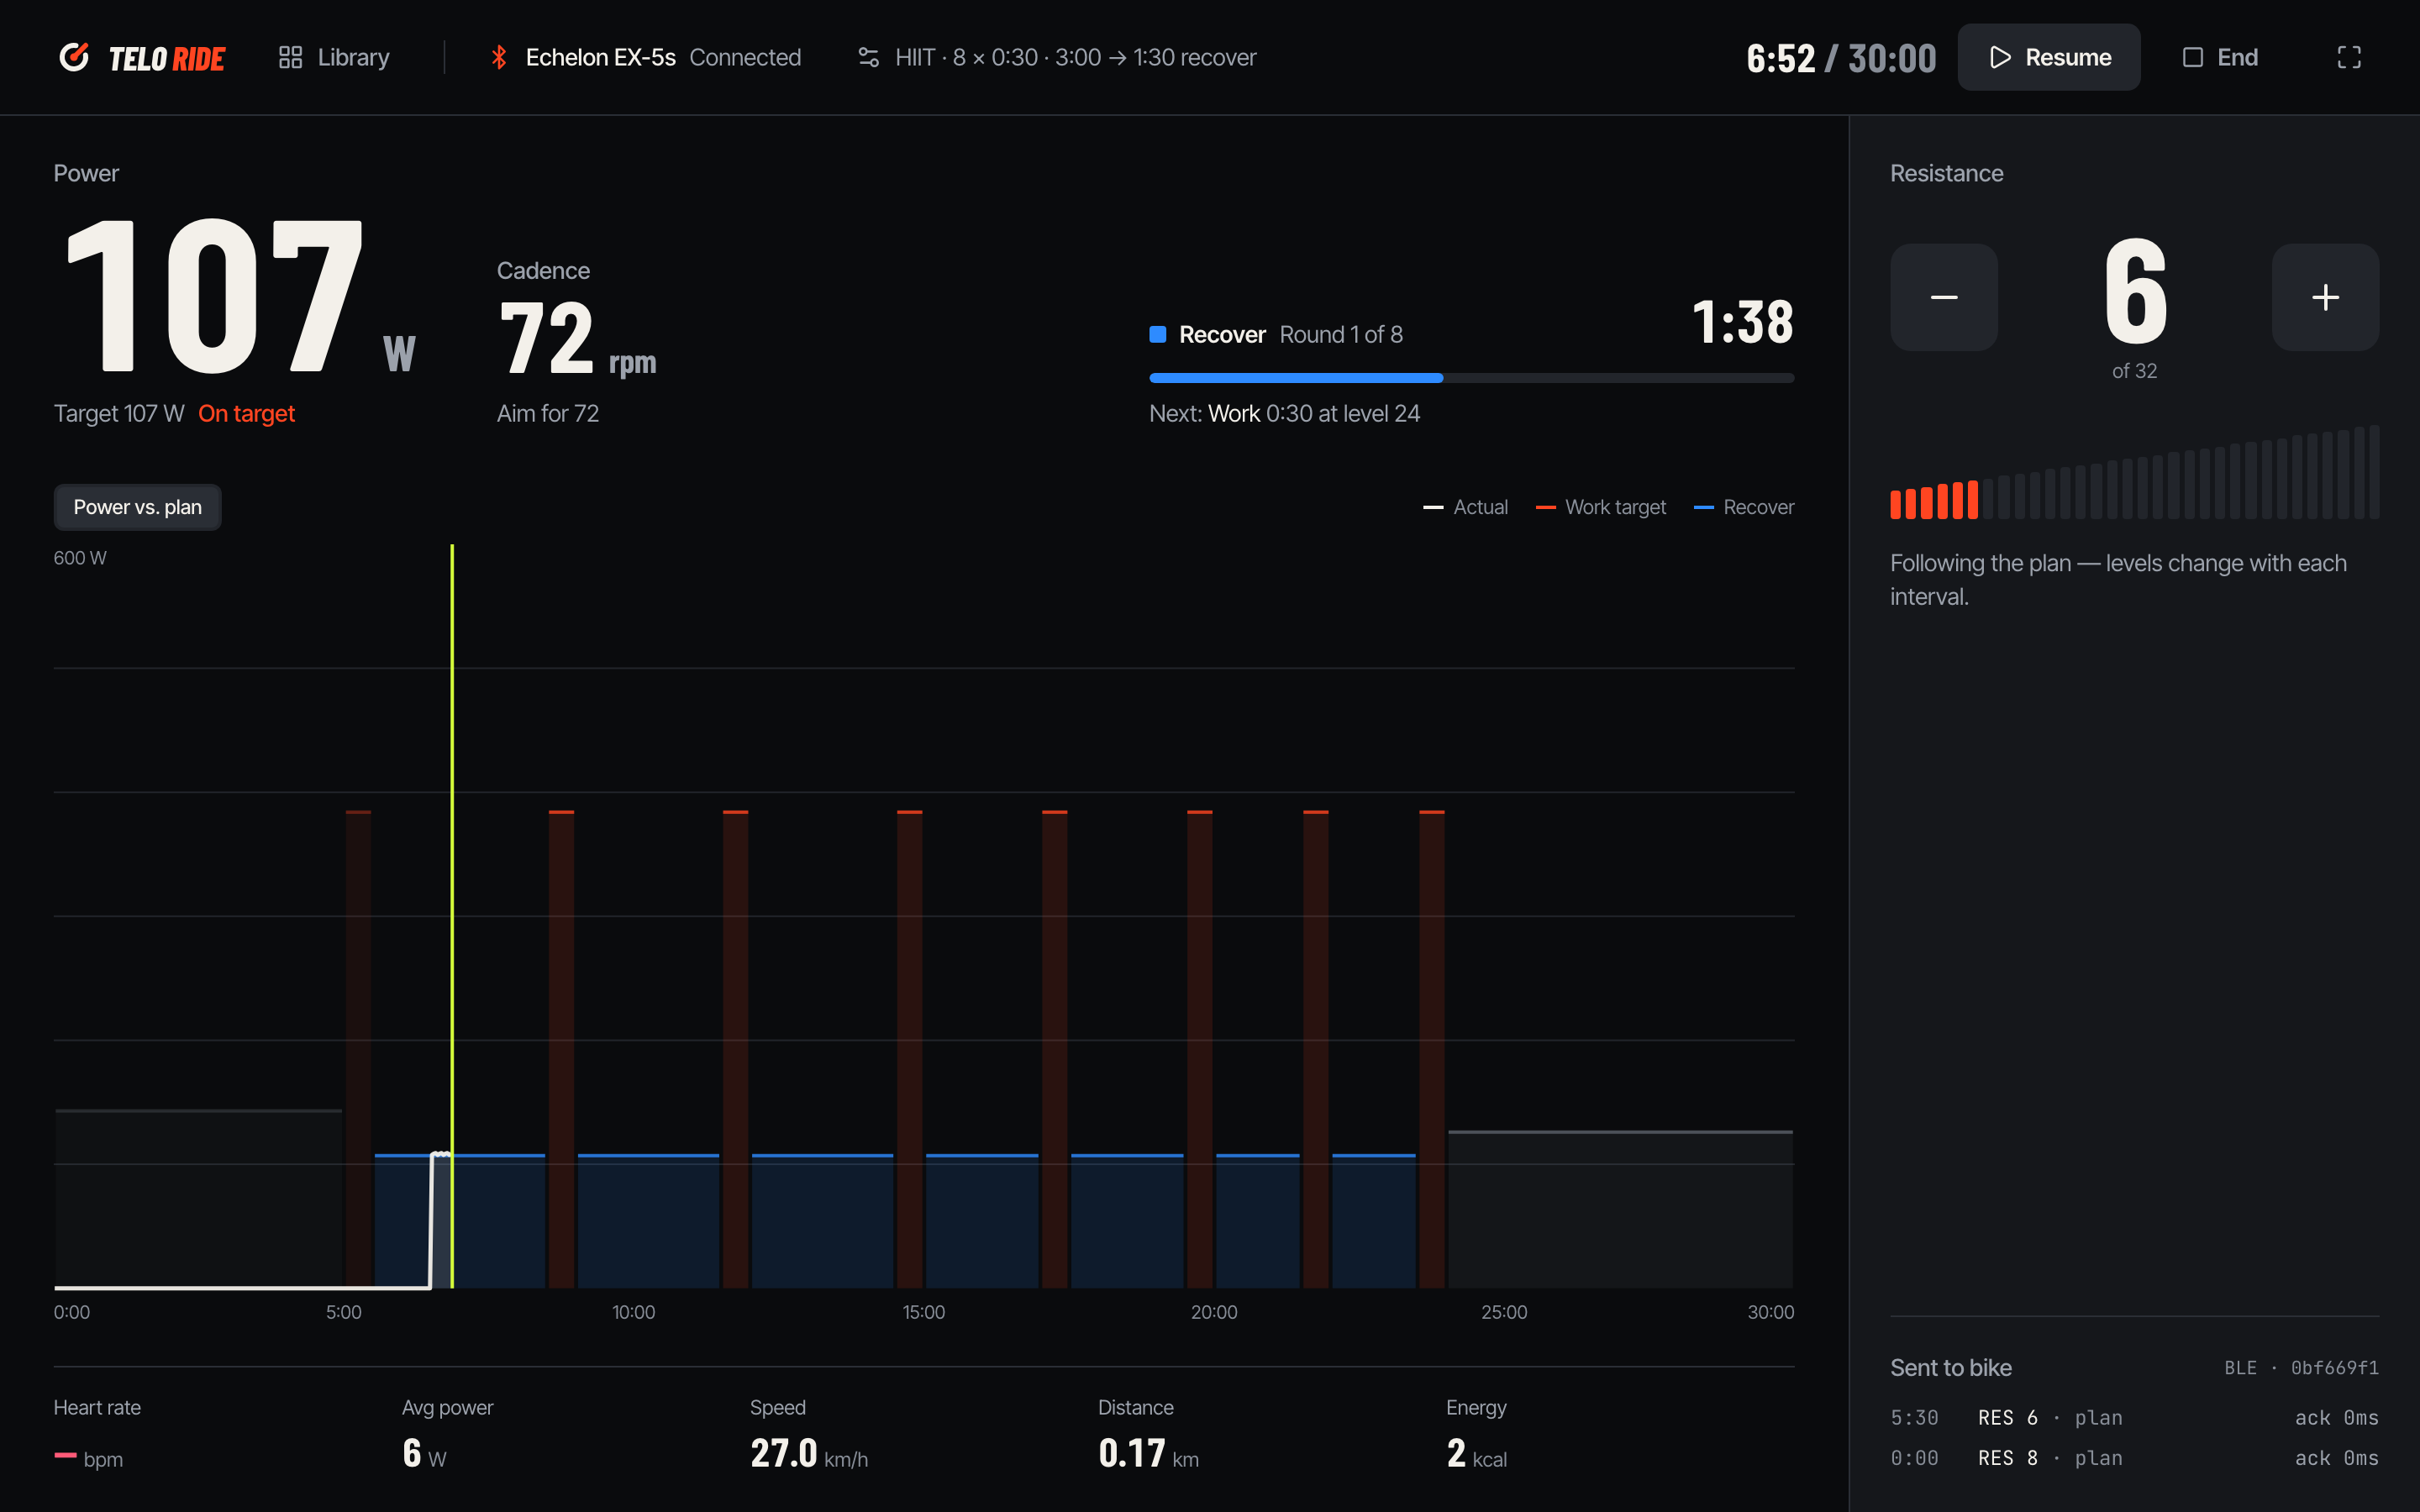 TELO RIDE
Library
Echelon EX-5s Connected
HIIT · 8 × 0:30 · 3:00 → 1:30 recover
6:52 / 30:00
Resume
End
Power
107 W
Target 107 W On target
Cadence
72 rpm
Aim for 72
Recover Round 1 of 8
1:38
Next: Work 0:30 at level 24
Resistance
6
of 32
Following the plan — levels change with each
interval.
Power vs. plan
Actual
Work target
Recover
600 W
0:00
5:00
10:00
15:00
20:00
25:00
30:00
Heart rate
– bpm
Avg power
6 W
Speed
27.0 km/h
Distance
0.17 km
Energy
2 kcal
Sent to bike
BLE · 0bf669f1
5:30 RES 6 · plan ack 0ms
0:00 RES 8 · plan ack 0ms